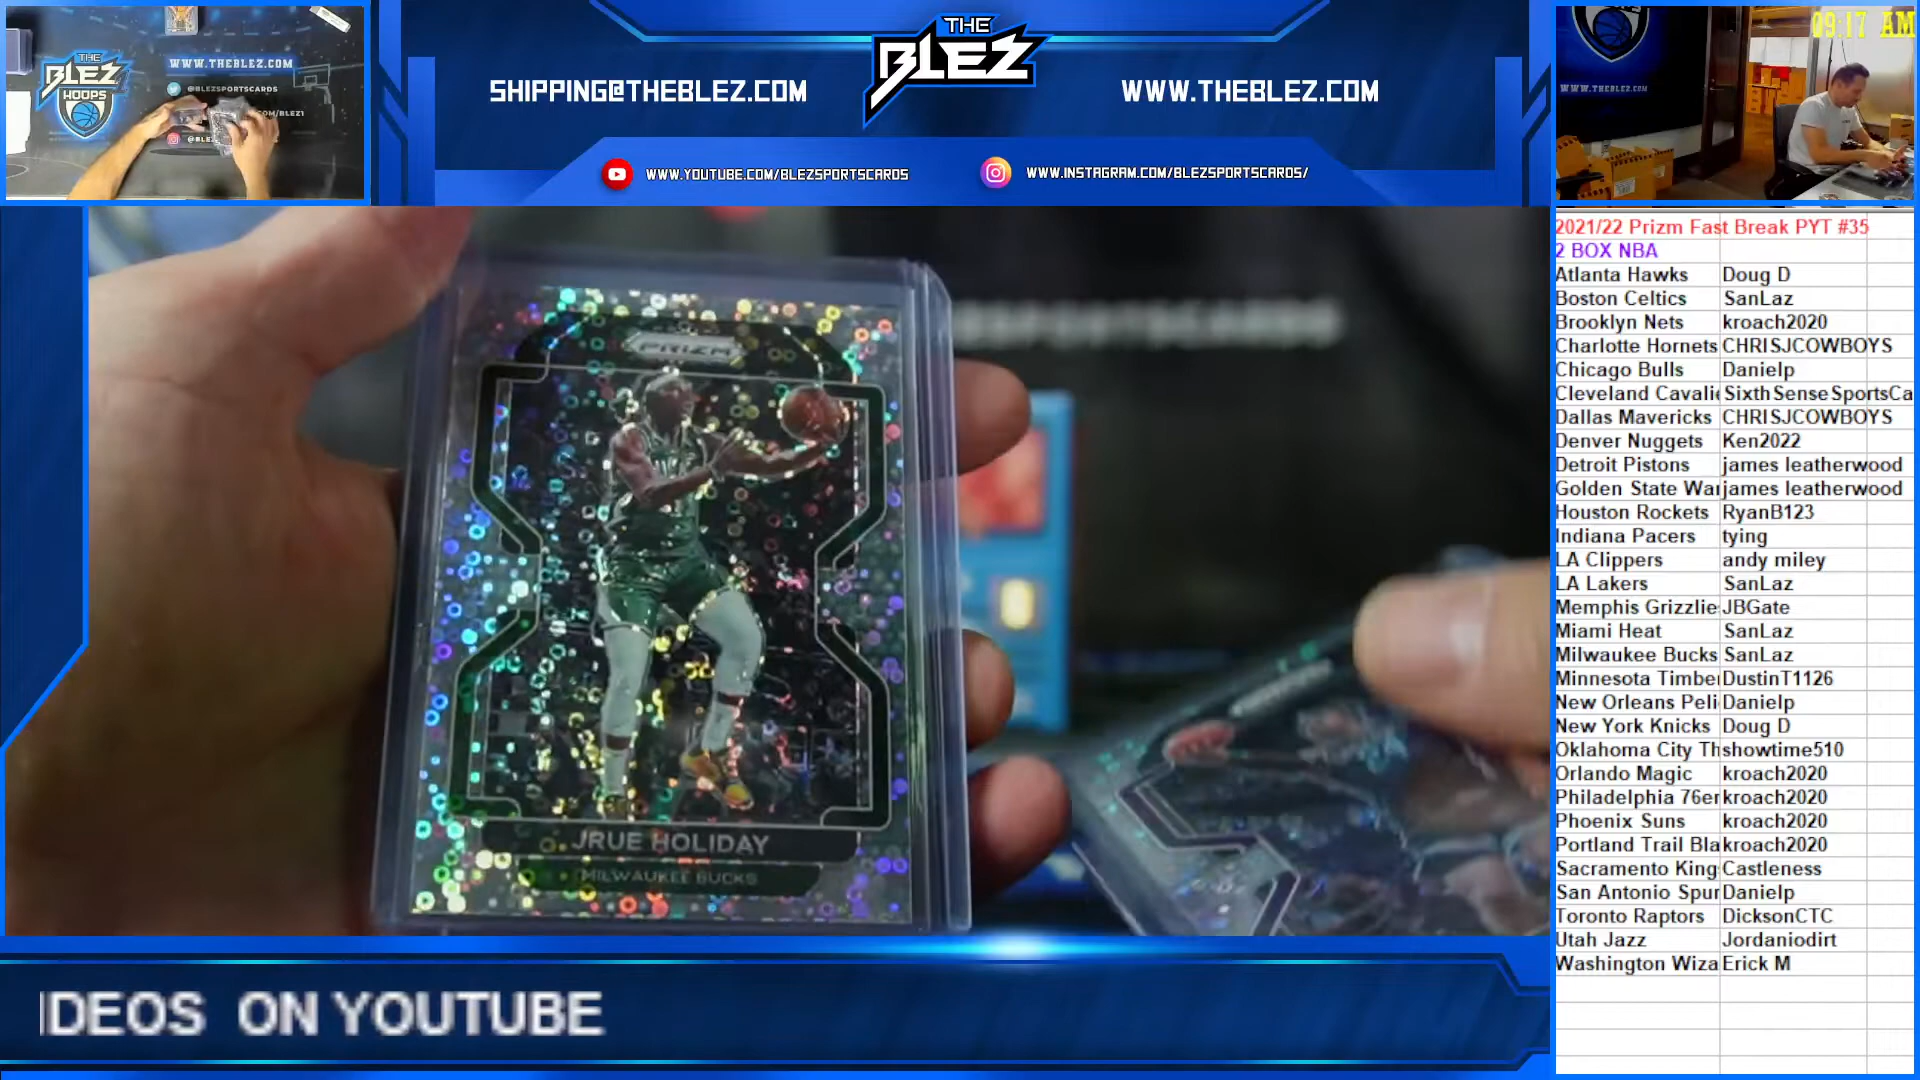 THE
BLEZ
HOOPS
WWW.THEBLEZ.COM
@BLEZSPORTSCARDS
SHIPPING@THEBLEZ.COM
THE
BLEZ
WWW.THEBLEZ.COM
WWW.YOUTUBE.COM/BLEZSPORTSCARDS
WWW.INSTAGRAM.COM/BLEZSPORTSCARDS/
09:17 AM
WWW.THEBLEZ.COM
PRIZM
JRUE HOLIDAY
MILWAUKEE BUCKS
2021/22 Prizm Fast Break PYT #35
2 BOX NBA
Atlanta Hawks Doug D
Boston Celtics SanLaz
Brooklyn Nets kroach2020
Charlotte Hornets CHRISJCOWBOYS
Chicago Bulls Danielp
Cleveland Cavalie SixthSenseSportsCa
Dallas Mavericks CHRISJCOWBOYS
Denver Nuggets Ken2022
Detroit Pistons james leatherwood
Golden State War james leatherwood
Houston Rockets RyanB123
Indiana Pacers tying
LA Clippers andy miley
LA Lakers SanLaz
Memphis Grizzlie JBGate
Miami Heat SanLaz
Milwaukee Bucks SanLaz
Minnesota Timber DustinT1126
New Orleans Peli Danielp
New York Knicks Doug D
Oklahoma City Th showtime510
Orlando Magic kroach2020
Philadelphia 76er kroach2020
Phoenix Suns kroach2020
Portland Trail Bla kroach2020
Sacramento King Castleness
San Antonio Spur Danielp
Toronto Raptors DicksonCTC
Utah Jazz Jordaniodirt
Washington Wiza Erick M
IDEOS ON YOUTUBE